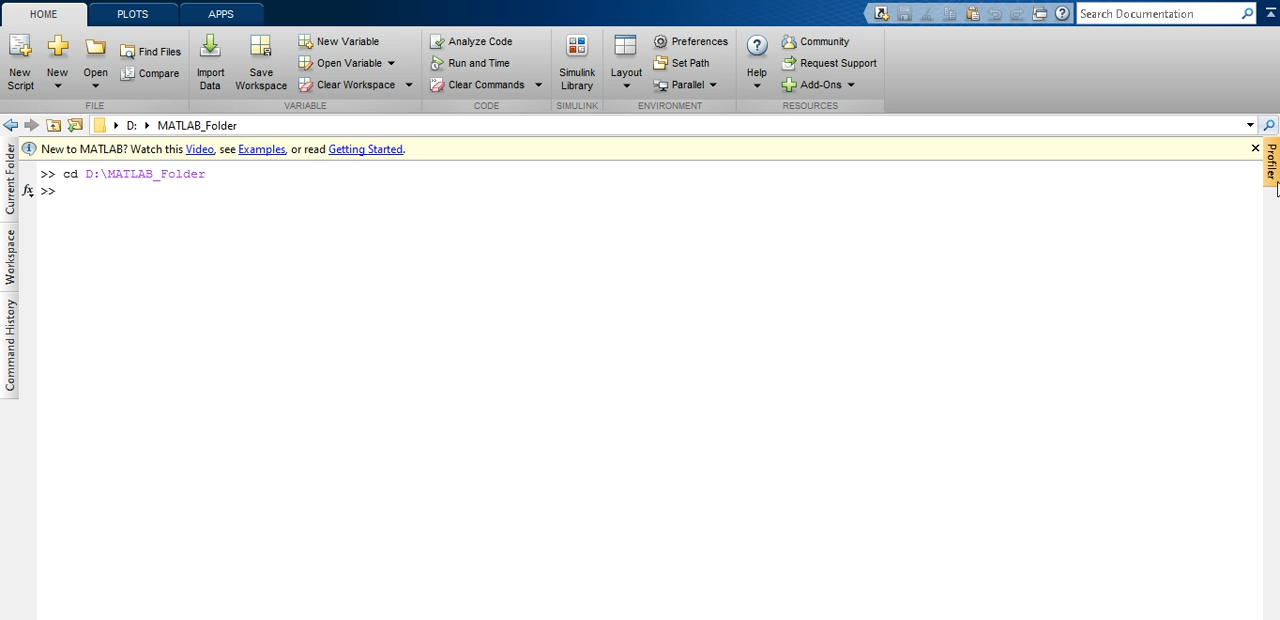 HOME PLOTS APPS Search Documentation
New Script New Open Find Files Compare Import Data Save Workspace New Variable Open Variable Clear Workspace Analyze Code Run and Time Clear Commands Simulink Library Layout Preferences Set Path Parallel Help Community Request Support Add-Ons
FILE VARIABLE CODE SIMULINK ENVIRONMENT RESOURCES
D: MATLAB_Folder
New to MATLAB? Watch this Video, see Examples, or read Getting Started.
>> cd D:\MATLAB_Folder
fx >>
Current Folder
Workspace
Command History
Profiler